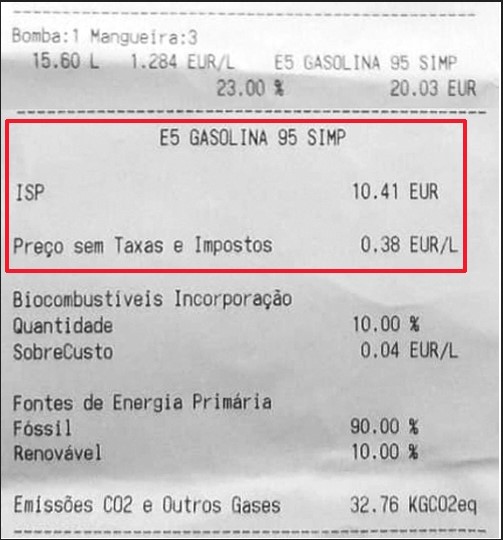 Bomba:1 Mangueira:3
15.60 L 1.284 EUR/L E5 GASOLINA 95 SIMP
23.00 % 20.03 EUR
E5 GASOLINA 95 SIMP
ISP 10.41 EUR
Preço sem Taxas e Impostos 0.38 EUR/L
Biocombustíveis Incorporação
Quantidade 10.00 %
SobreCusto 0.04 EUR/L
Fontes de Energia Primária
Fóssil 90.00 %
Renovável 10.00 %
Emissões CO2 e Outros Gases 32.76 KGCO2eq